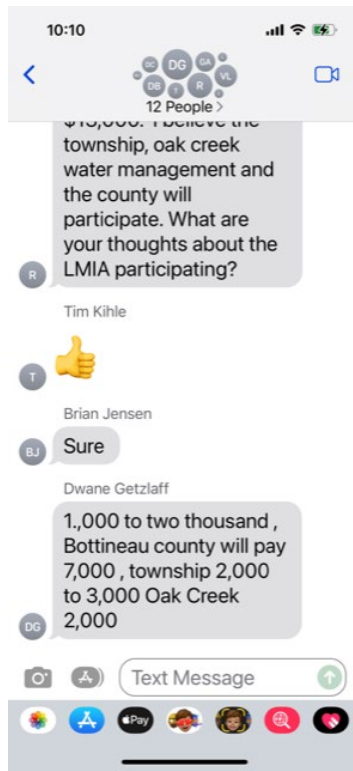 10:10
DC
DG
GA
DB
T
R
VL
12 People >
township, oak creek
water management and
the county will
participate. What are
your thoughts about the
LMIA participating?
R
Tim Kihle
T
Brian Jensen
BJ
Sure
Dwane Getzlaff
1.,000 to two thousand ,
Bottineau county will pay
7,000 , township 2,000
to 3,000 Oak Creek
2,000
DG
Text Message
Pay